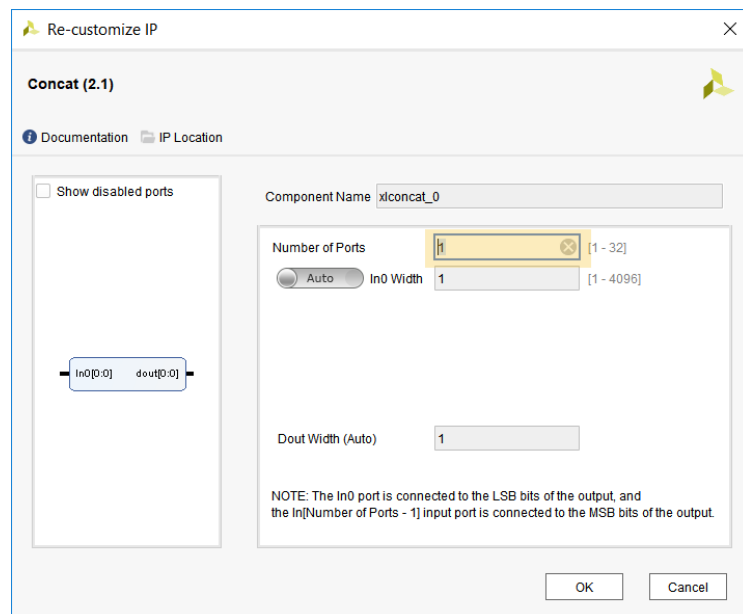 Re-customize IP
Concat (2.1)
Documentation IP Location
Show disabled ports
Component Name xlconcat_0
Number of Ports 1 [1 - 32]
Auto In0 Width 1 [1 - 4096]
In0[0:0] dout[0:0]
Dout Width (Auto) 1
NOTE: The In0 port is connected to the LSB bits of the output, and
the In[Number of Ports - 1] input port is connected to the MSB bits of the output.
OK Cancel